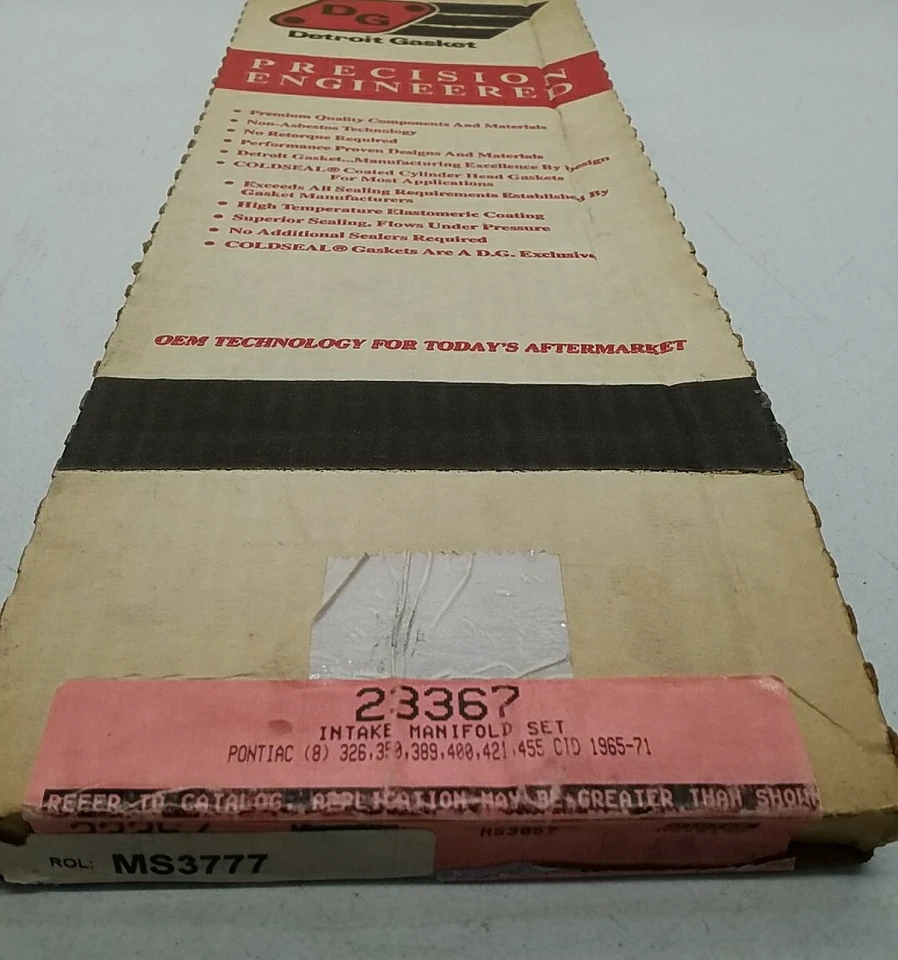 DG
Detroit Gasket
PRECISION
ENGINEERED
• Premium Quality Components And Materials
• Non-Asbestos Technology
• No Retorque Required
• Performance Proven Designs And Materials
• Detroit Gasket...Manufacturing Excellence By Design
• COLDSEAL® Coated Cylinder Head Gaskets
For Most Applications
• Exceeds All Sealing Requirements Established By
Gasket Manufacturers
• High Temperature Elastomeric Coating
• Superior Sealing, Flows Under Pressure
• No Additional Sealers Required
• COLDSEAL® Gaskets Are A D.G. Exclusive
OEM TECHNOLOGY FOR TODAY'S AFTERMARKET
23367
INTAKE MANIFOLD SET
PONTIAC (8) 326,350,389,400,421,455 CID 1965-71
REFER TO CATALOG. APPLICATION MAY BE GREATER THAN SHOWN
ROL: MS3777